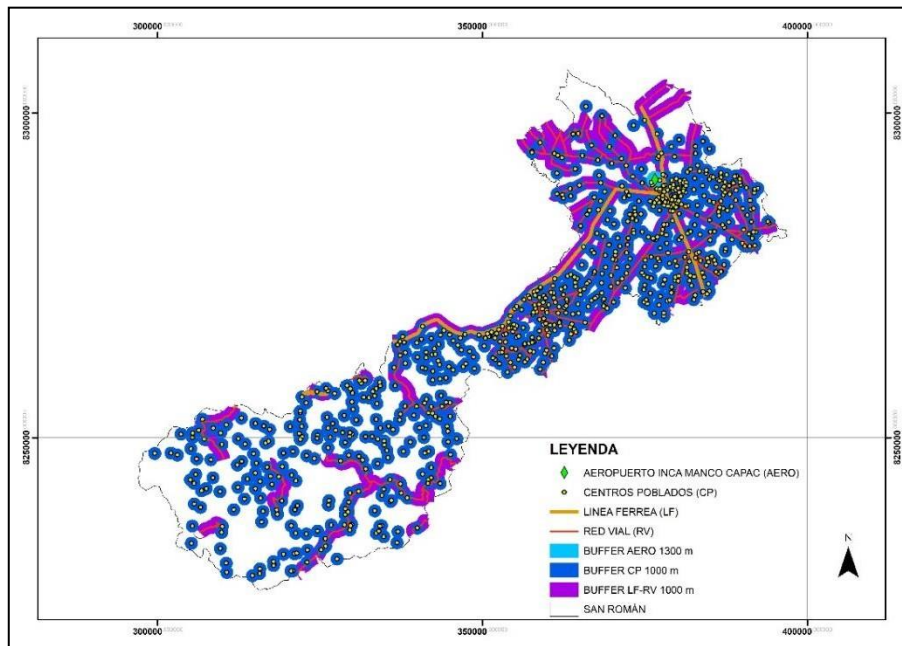 300000
350000
400000
8300000
8300000
8250000
8250000
LEYENDA
AEROPUERTO INCA MANCO CAPAC (AERO)
CENTROS POBLADOS (CP)
LINEA FERREA (LF)
RED VIAL (RV)
BUFFER AERO 1300 m
BUFFER CP 1000 m
BUFFER LF-RV 1000 m
SAN ROMÁN
N
300000
350000
400000